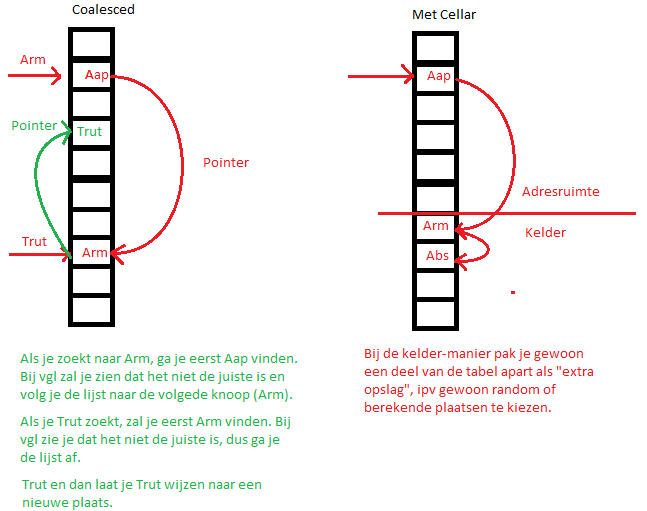 Coalesced
Arm
Aap
Pointer
Trut
Pointer
Trut
Arm
Als je zoekt naar Arm, ga je eerst Aap vinden.
Bij vgl zal je zien dat het niet de juiste is en
volg je de lijst naar de volgede knoop (Arm).
Als je Trut zoekt, zal je eerst Arm vinden. Bij
vgl zie je dat het niet de juiste is, dus ga je
de lijst af.
Trut en dan laat je Trut wijzen naar een
nieuwe plaats.
Met Cellar
Aap
Adresruimte
Arm
Kelder
Abs
Bij de kelder-manier pak je gewoon
een deel van de tabel apart als "extra
opslag", ipv gewoon random of
berekende plaatsen te kiezen.